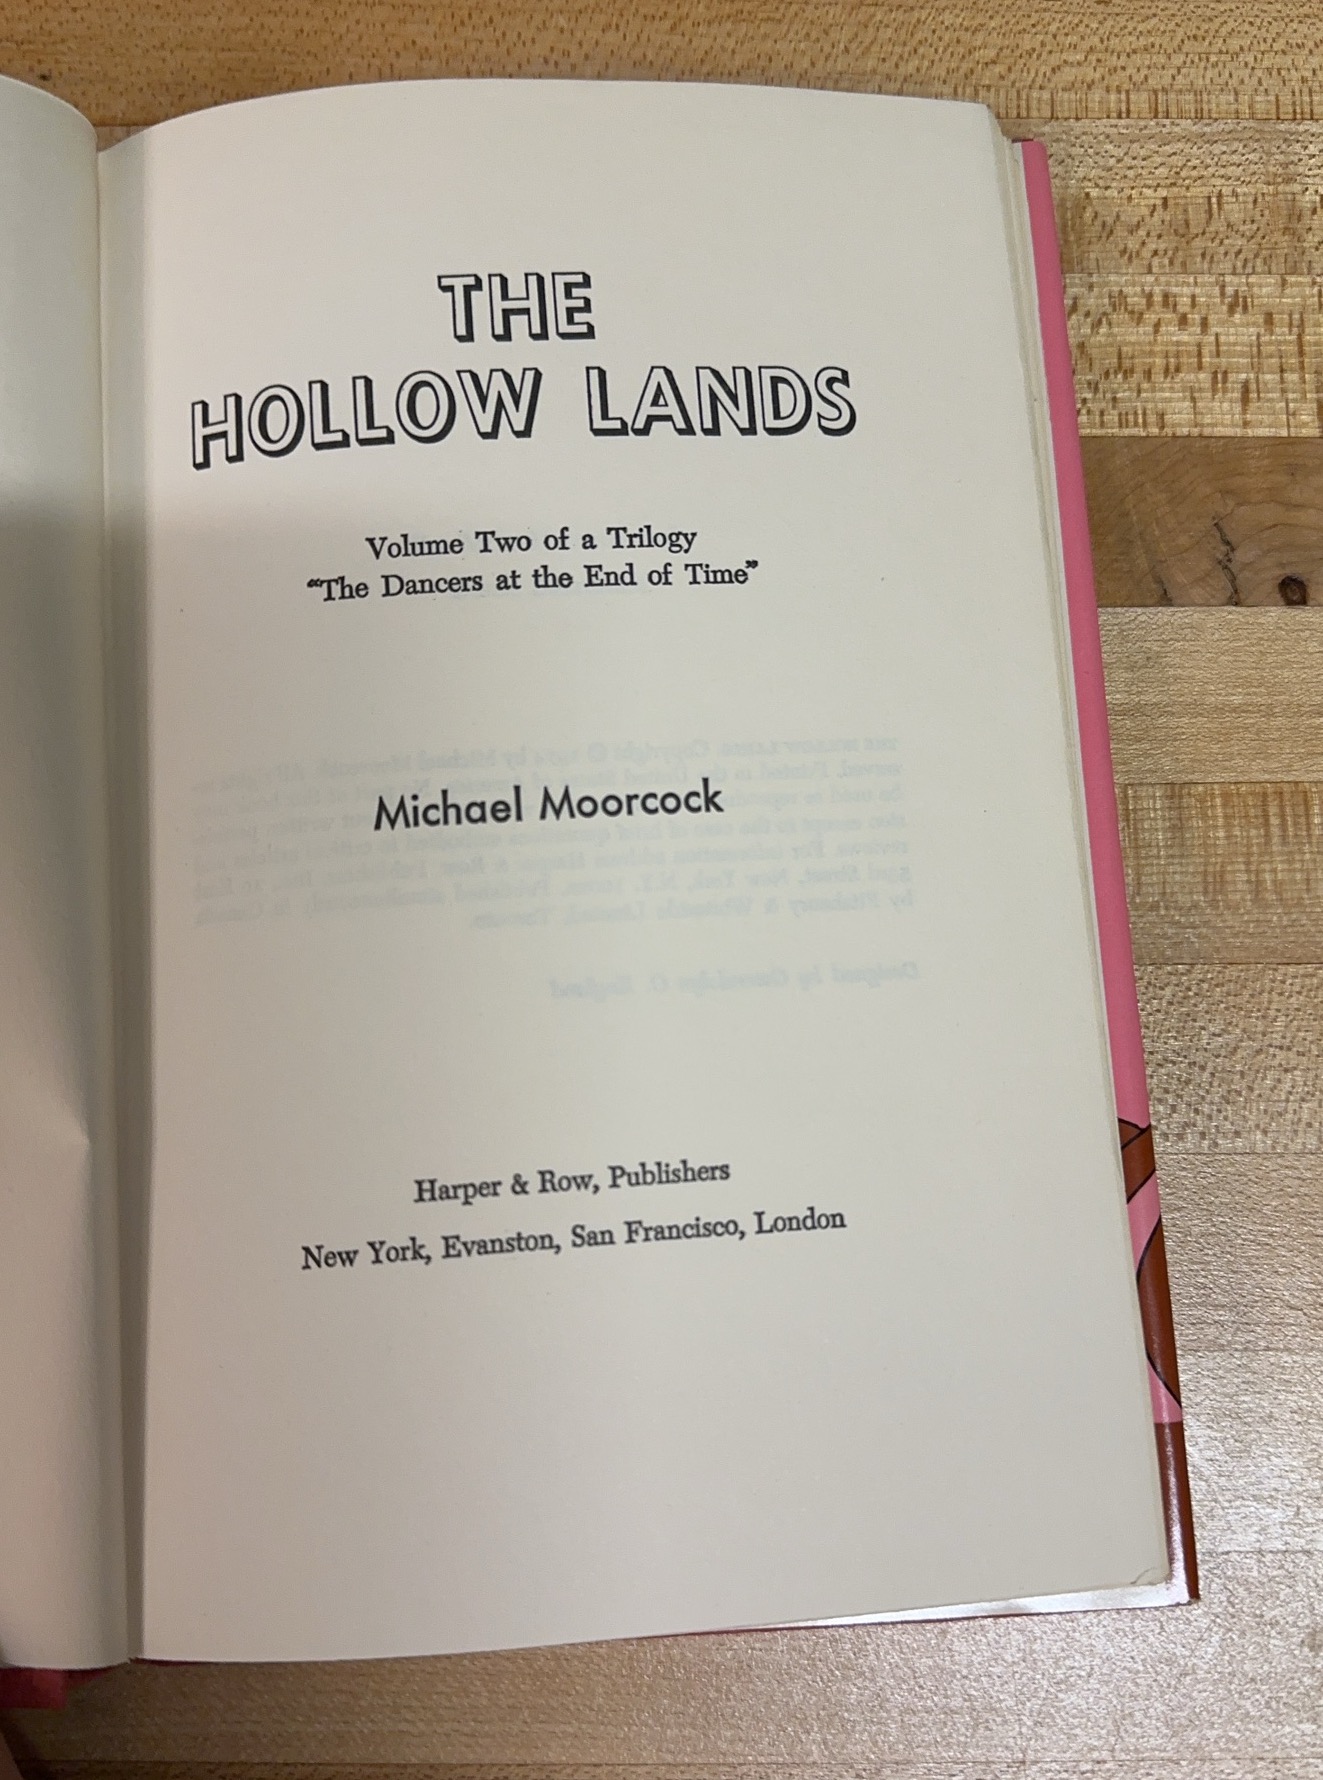 THE
HOLLOW LANDS
Volume Two of a Trilogy
"The Dancers at the End of Time"
Michael Moorcock
Harper & Row, Publishers
New York, Evanston, San Francisco, London